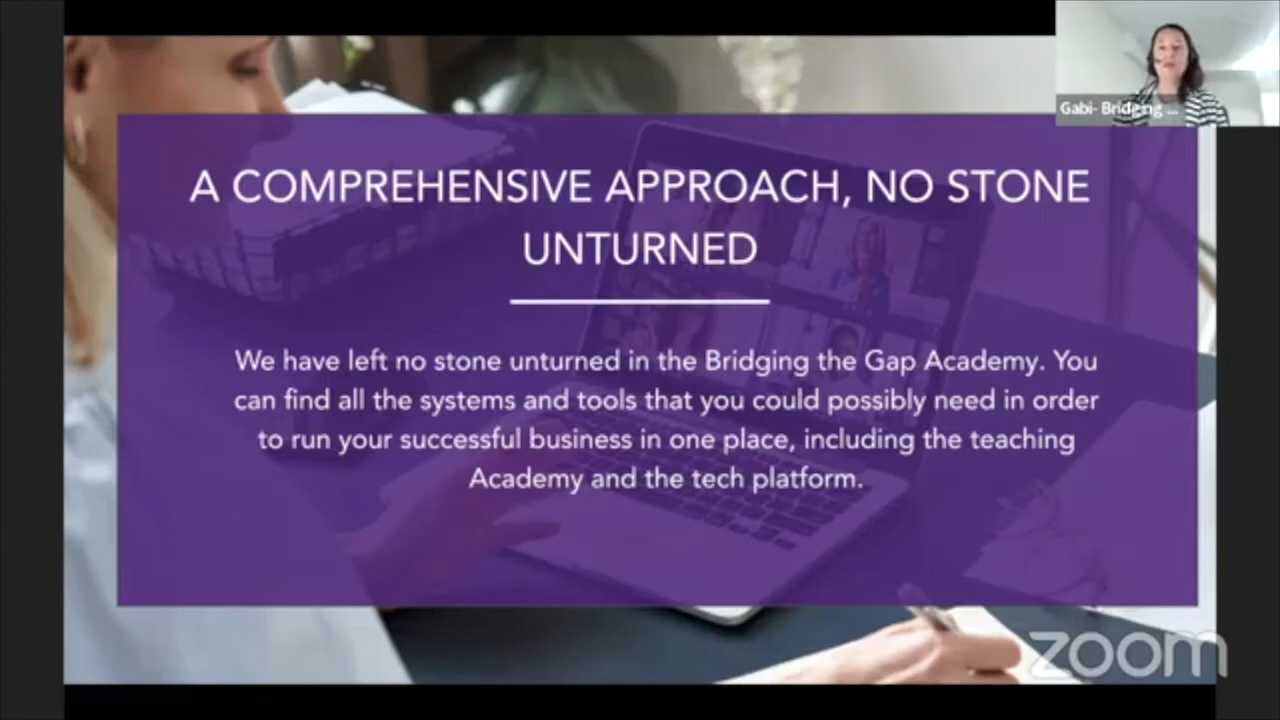 Gabi- Bridging ...
A COMPREHENSIVE APPROACH, NO STONE
UNTURNED
We have left no stone unturned in the Bridging the Gap Academy. You
can find all the systems and tools that you could possibly need in order
to run your successful business in one place, including the teaching
Academy and the tech platform.
zoom